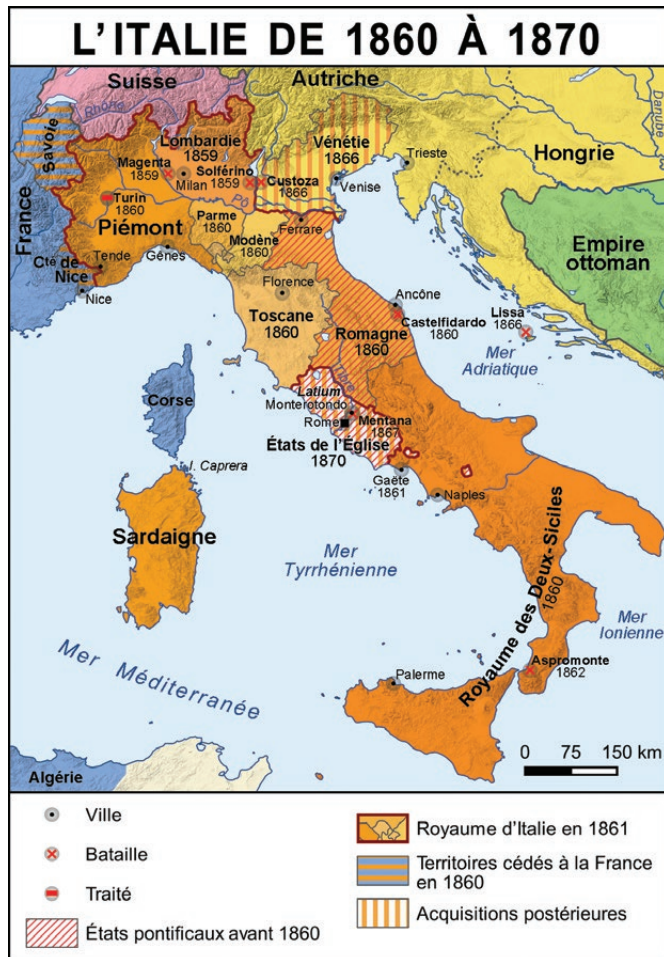 L'ITALIE DE 1860 À 1870
Suisse
Autriche
Rhône
Danube
Savoie
Lombardie
1859
Vénétie
1866
Trieste
Hongrie
Magenta
1859
Milan
Solférino
1859
Custoza
1866
Venise
Turin
1860
Pô
France
Piémont
Parme
1860
Modène
1860
Ferrare
Empire
ottoman
Cté de
Nice
Tende
Gênes
Nice
Florence
Toscane
1860
Romagne
1860
Ancône
Castelfidardo
1860
Lissa
1866
Mer
Adriatique
Tibre
Corse
Latium
Monterotondo
Rome
Mentana
1867
États de l'Église
1870
I. Caprera
Gaëte
1861
Naples
Sardaigne
Mer
Tyrrhénienne
Royaume des Deux-Siciles
1860
Mer
Ionienne
Mer Méditerranée
Palerme
Aspromonte
1862
Algérie
0 75 150 km
Ville
Bataille
Traité
États pontificaux avant 1860
Royaume d'Italie en 1861
Territoires cédés à la France
en 1860
Acquisitions postérieures